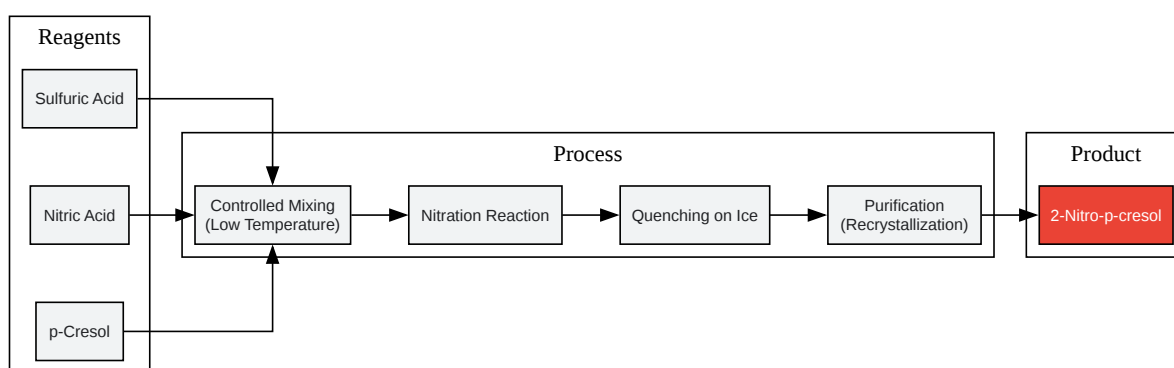 Reagents
Sulfuric Acid
Nitric Acid
p-Cresol
Process
Controlled Mixing
(Low Temperature)
Nitration Reaction
Quenching on Ice
Purification
(Recrystallization)
Product
2-Nitro-p-cresol